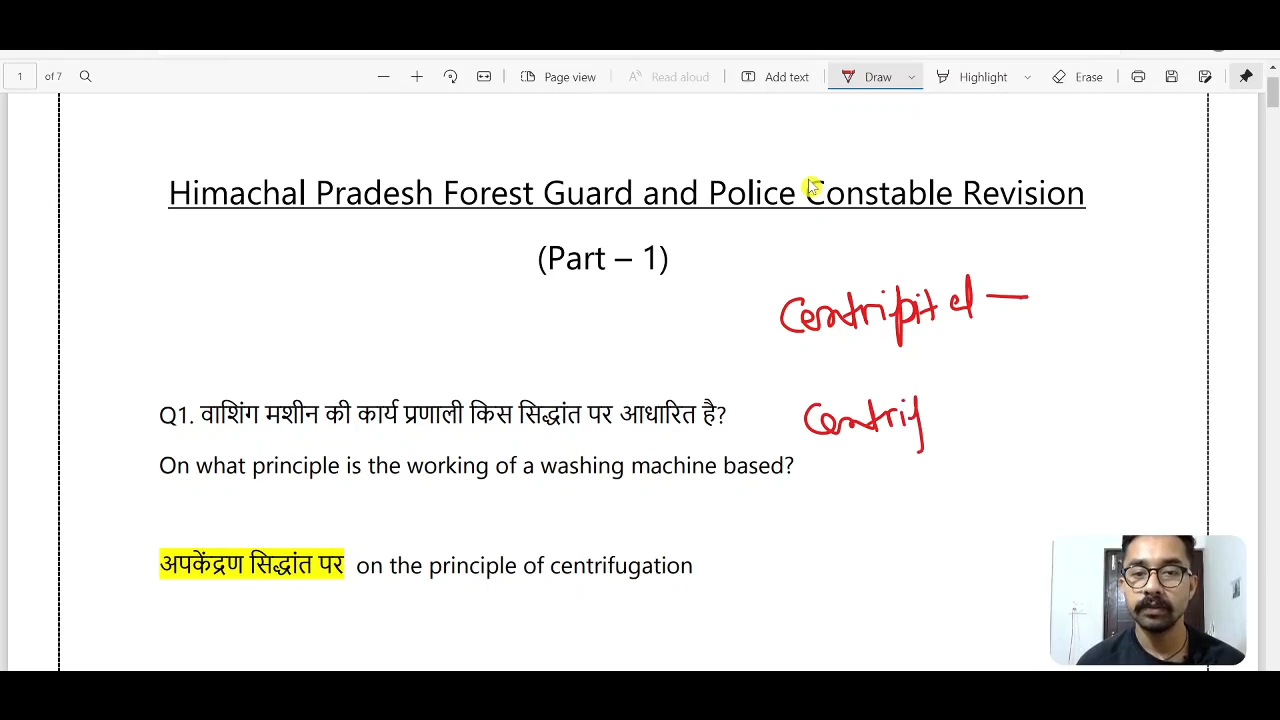 1 of 7 Page view Read aloud Add text Draw Highlight Erase
Himachal Pradesh Forest Guard and Police Constable Revision
(Part – 1)
Centripital —
Q1. वाशिंग मशीन की कार्य प्रणाली किस सिद्धांत पर आधारित है?
Centrif
On what principle is the working of a washing machine based?
अपकेंद्रण सिद्धांत पर on the principle of centrifugation